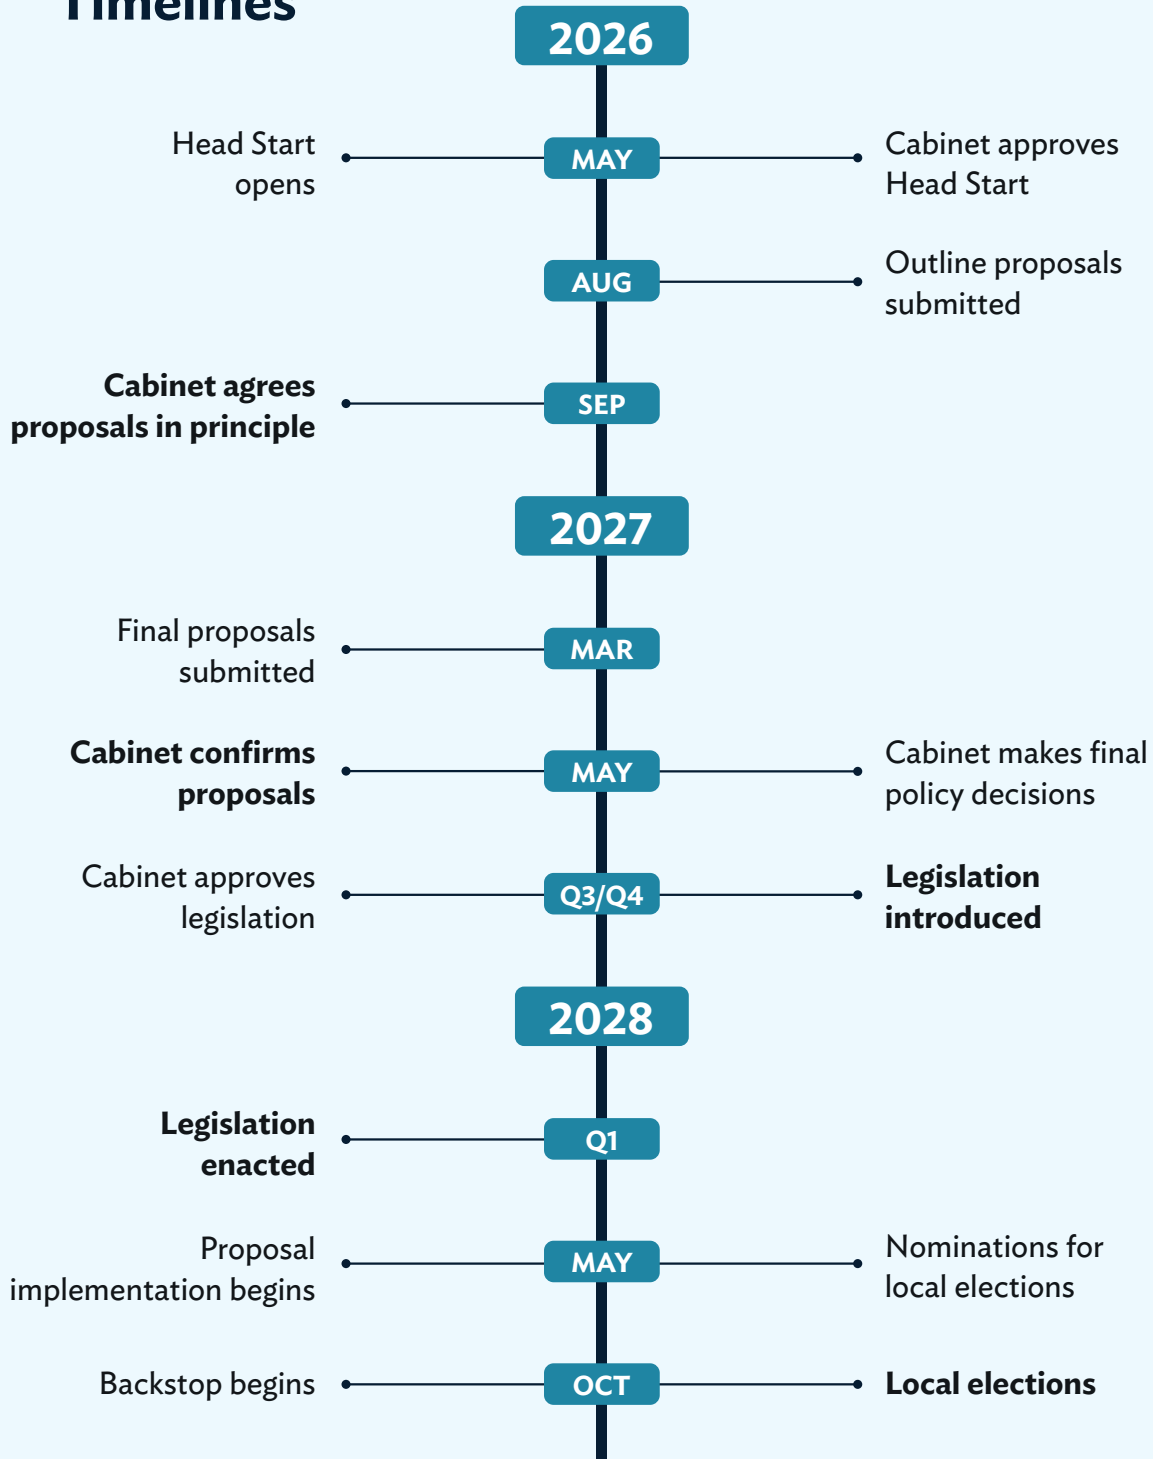 Timelines
2026
Head Start
opens
MAY
Cabinet approves
Head Start
AUG
Outline proposals
submitted
Cabinet agrees
proposals in principle
SEP
2027
Final proposals
submitted
MAR
Cabinet confirms
proposals
MAY
Cabinet makes final
policy decisions
Cabinet approves
legislation
Q3/Q4
Legislation
introduced
2028
Legislation
enacted
Q1
Proposal
implementation begins
MAY
Nominations for
local elections
Backstop begins
OCT
Local elections